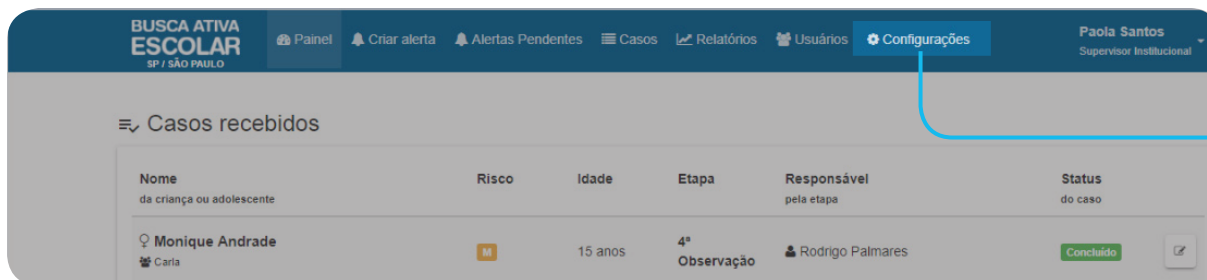 BUSCA ATIVA
ESCOLAR
SP / SÃO PAULO
Painel Criar alerta Alertas Pendentes Casos Relatórios Usuários Configurações
Paola Santos
Supervisor Institucional
Casos recebidos
Nome Risco Idade Etapa Responsável Status
da criança ou adolescente pela etapa do caso
Monique Andrade M 15 anos 4ª Observação Rodrigo Palmares Concluído
Carla